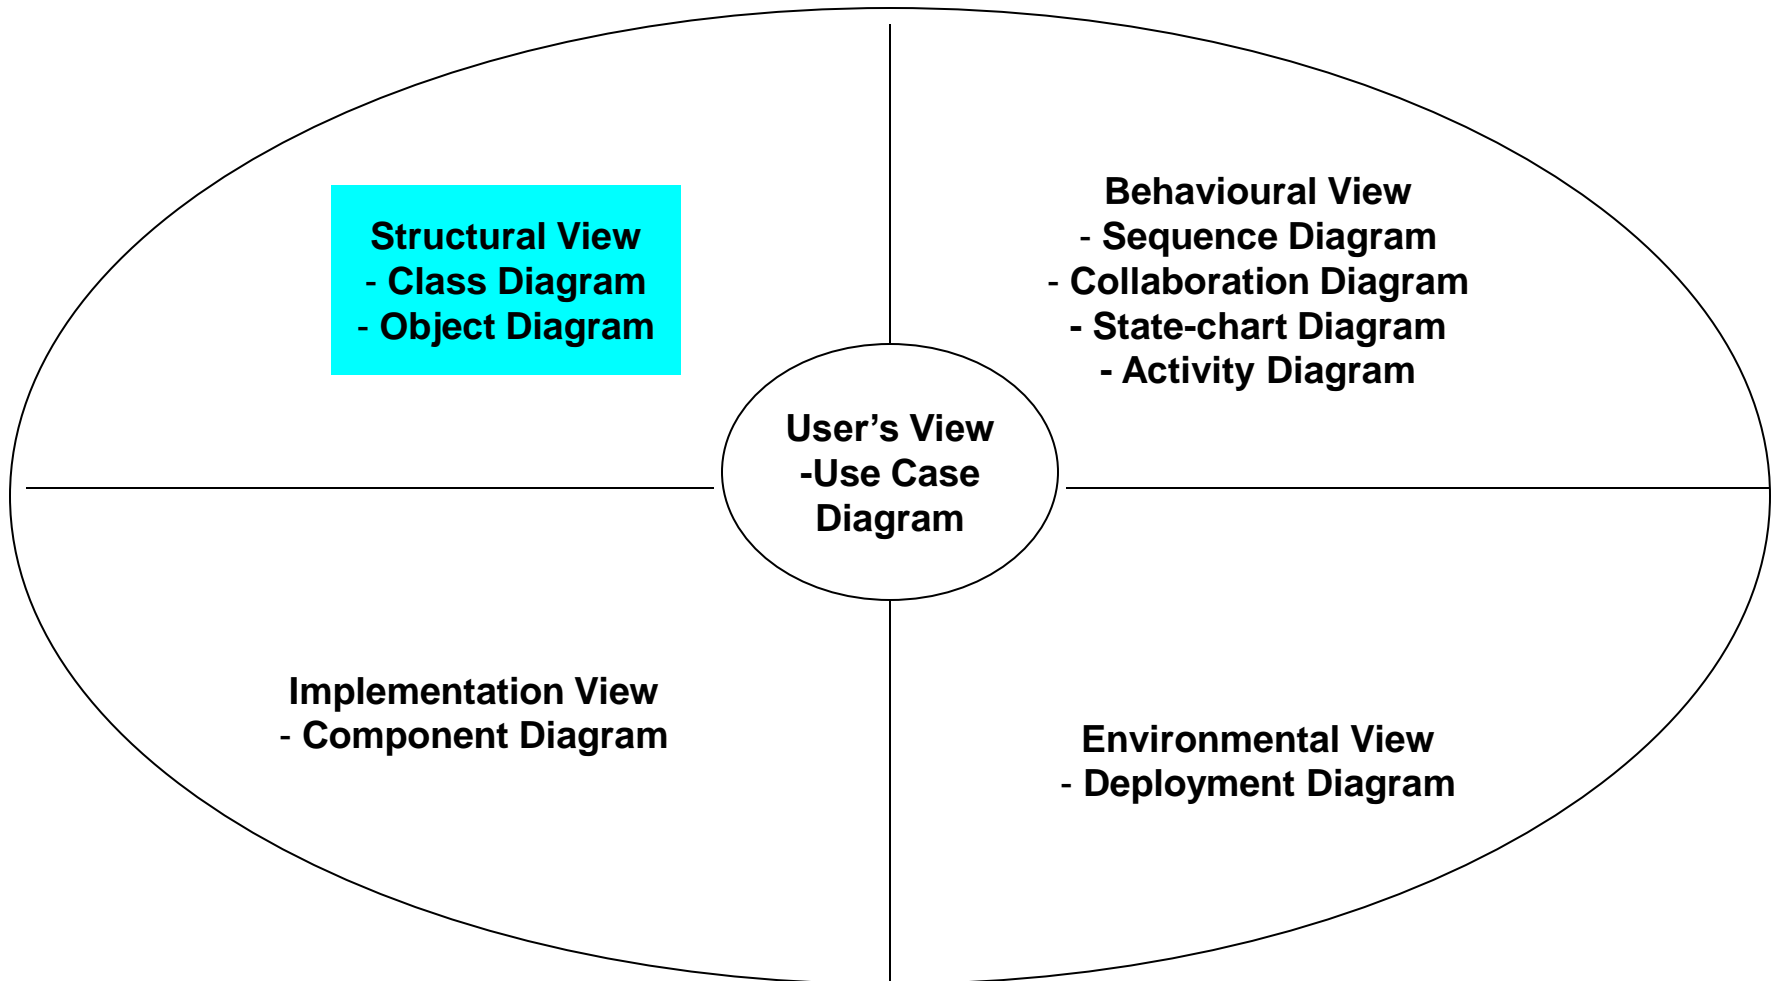 Structural View
- Class Diagram
- Object Diagram
Behavioural View
- Sequence Diagram
- Collaboration Diagram
- State-chart Diagram
- Activity Diagram
User’s View
-Use Case
Diagram
Implementation View
- Component Diagram
Environmental View
- Deployment Diagram